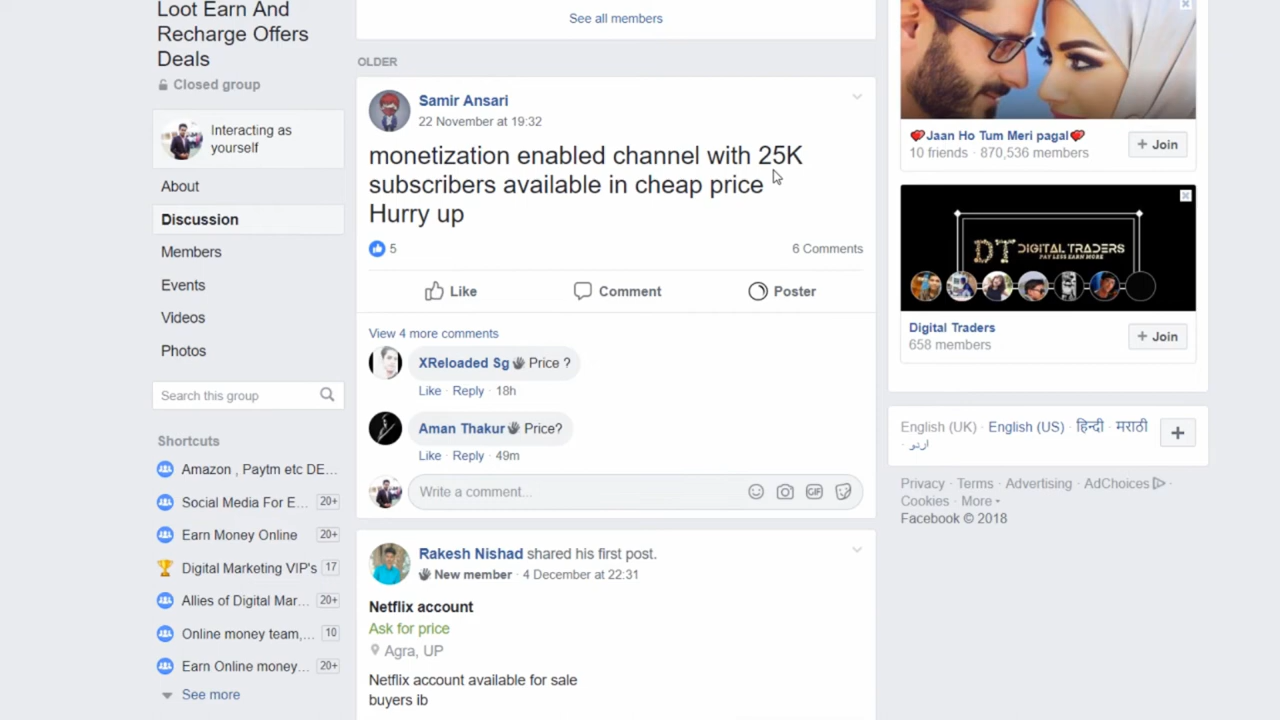 Loot Earn And
Recharge Offers
Deals
Closed group
Interacting as
yourself
About
Discussion
Members
Events
Videos
Photos
Search this group
Shortcuts
Amazon , Paytm etc DE...
Social Media For E... 20+
Earn Money Online 20+
Digital Marketing VIP's 17
Allies of Digital Mar... 20+
Online money team,... 10
Earn Online money... 20+
See more
See all members
OLDER
Samir Ansari
22 November at 19:32
monetization enabled channel with 25K
subscribers available in cheap price
Hurry up
5
6 Comments
Like Comment Poster
View 4 more comments
XReloaded Sg Price ?
Like · Reply · 18h
Aman Thakur Price?
Like · Reply · 49m
Write a comment...
GIF
Rakesh Nishad shared his first post.
New member · 4 December at 22:31
Netflix account
Ask for price
Agra, UP
Netflix account available for sale
buyers ib
Jaan Ho Tum Meri pagal
10 friends · 870,536 members
+ Join
DT DIGITAL TRADERS
PAY LESS EARN MORE
Digital Traders
658 members
+ Join
English (UK) · English (US) · हिन्दी · मराठी
· اردو
Privacy · Terms · Advertising · AdChoices ·
Cookies · More
Facebook © 2018